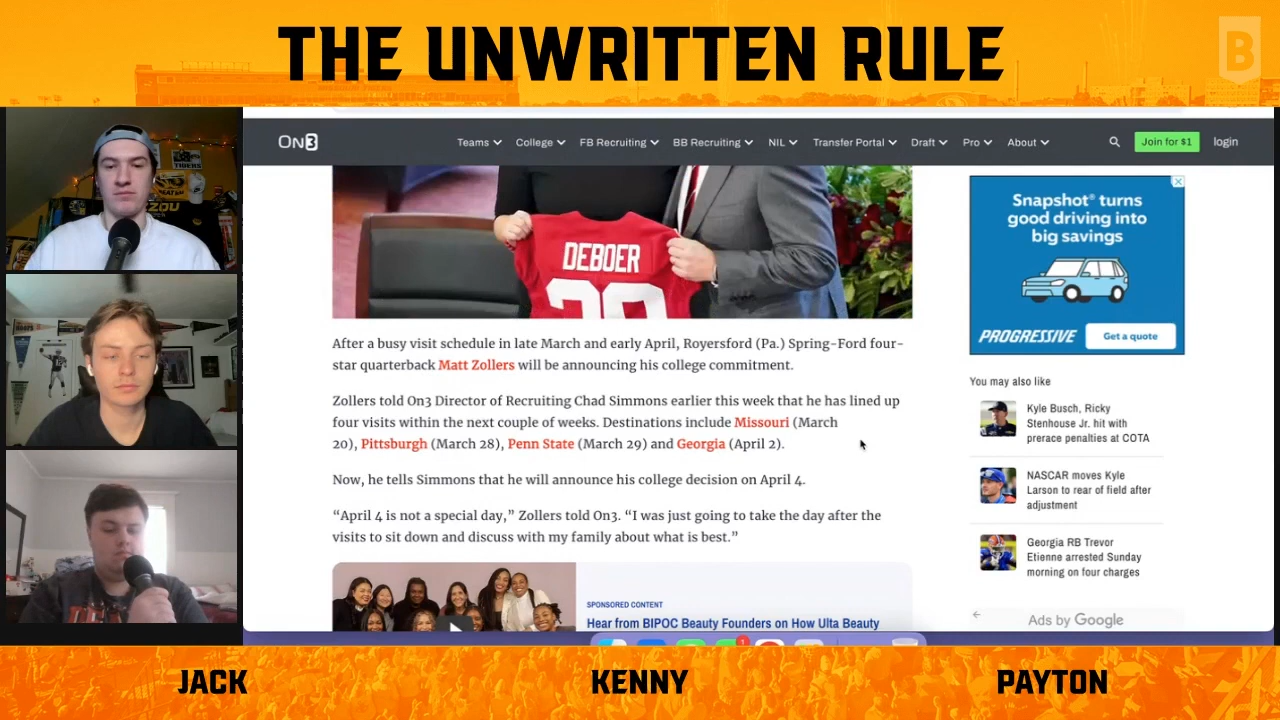 THE UNWRITTEN RULE
B
TIGERS
ZOU
ON3
Teams College FB Recruiting BB Recruiting NIL Transfer Portal Draft Pro About Join for $1 login
DEBOER
After a busy visit schedule in late March and early April, Royersford (Pa.) Spring-Ford four-
star quarterback Matt Zollers will be announcing his college commitment.
Zollers told On3 Director of Recruiting Chad Simmons earlier this week that he has lined up
four visits within the next couple of weeks. Destinations include Missouri (March
20), Pittsburgh (March 28), Penn State (March 29) and Georgia (April 2).
Now, he tells Simmons that he will announce his college decision on April 4.
“April 4 is not a special day,” Zollers told On3. “I was just going to take the day after the
visits to sit down and discuss with my family about what is best.”
SPONSORED CONTENT
Hear from BIPOC Beauty Founders on How Ulta Beauty
Snapsho​t® turns
good driving into
big savings
PROGRESSIVE Get a quote
You may also like
Kyle Busch, Ricky
Stenhouse Jr. hit with
prerace penalties at COTA
NASCAR moves Kyle
Larson to rear of field after
adjustment
Georgia RB Trevor
Etienne arrested Sunday
morning on four charges
Ads by Google
1
JACK KENNY PAYTON